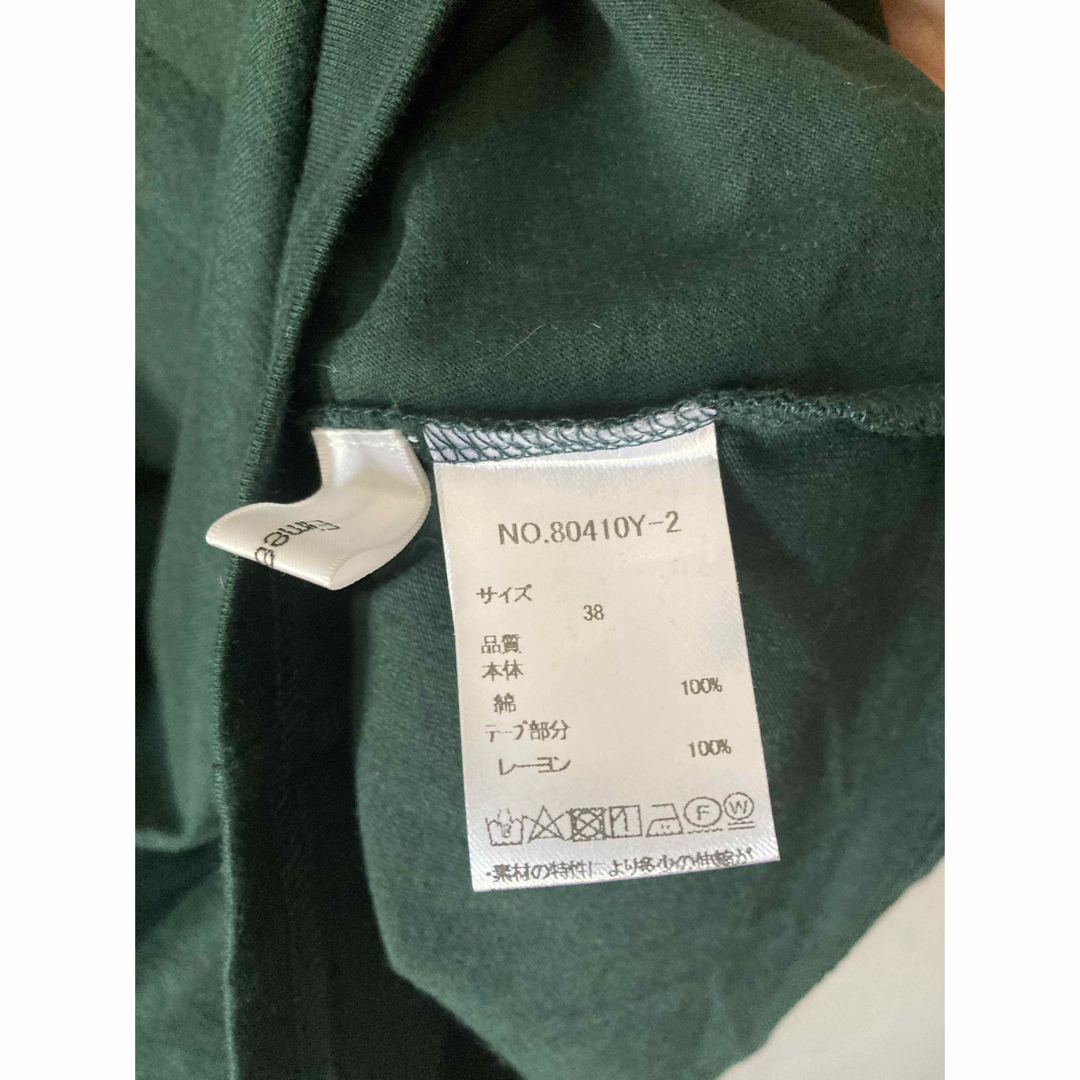 NO.80410Y-2
サイズ
38
品質
本体
綿 100%
テープ部分
レーヨン 100%
F W
・素材の特性により多少の伸縮が